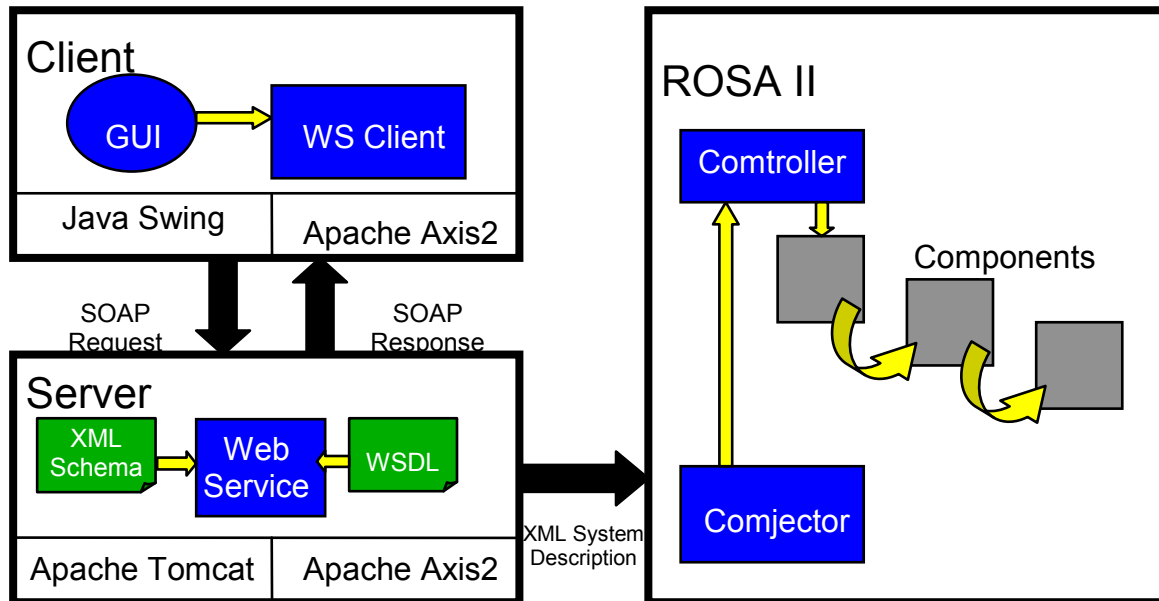 Client
GUI
WS Client
Java Swing
Apache Axis2
SOAP
Request
SOAP
Response
Server
XML
Schema
Web
Service
WSDL
Apache Tomcat
Apache Axis2
XML System
Description
ROSA II
Comtroller
Components
Comjector